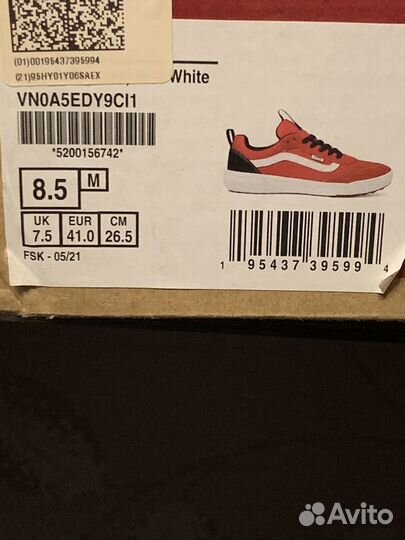 (01)00195437395994
(21)95HY01Y06SAEX
White
VN0A5EDY9CI1
*5200156742*
8.5
M
UK EUR CM
7.5 41.0 26.5
FSK - 05/21
1 95437 39599 4
Avito